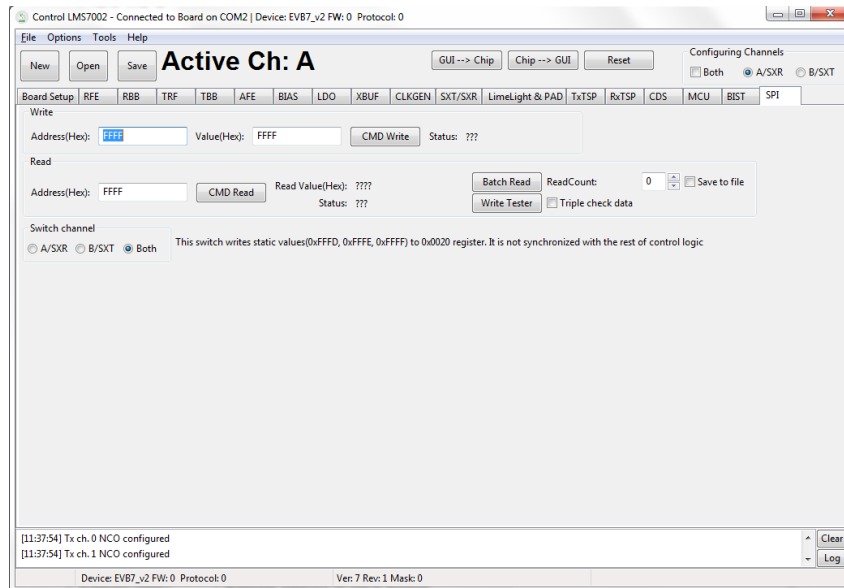 Control LMS7002 - Connected to Board on COM2 | Device: EVB7_v2 FW: 0 Protocol: 0
File Options Tools Help
New Open Save Active Ch: A GUI --> Chip Chip --> GUI Reset Configuring Channels
Both A/SXR B/SXT
Board Setup RFE RBB TRF TBB AFE BIAS LDO XBUF CLKGEN SXT/SXR LimeLight & PAD TxTSP RxTSP CDS MCU BIST SPI
Write
Address(Hex): FFFF Value(Hex): FFFF CMD Write Status: ???
Read
Address(Hex): FFFF CMD Read Read Value(Hex): ???? Batch Read ReadCount: 0 Save to file
Status: ??? Write Tester Triple check data
Switch channel
A/SXR B/SXT Both This switch writes static values(0xFFFD, 0xFFFE, 0xFFFF) to 0x0020 register. It is not synchronized with the rest of control logic
[11:37:54] Tx ch. 0 NCO configured Clear
[11:37:54] Tx ch. 1 NCO configured Log
Device: EVB7_v2 FW: 0 Protocol: 0 Ver: 7 Rev: 1 Mask: 0